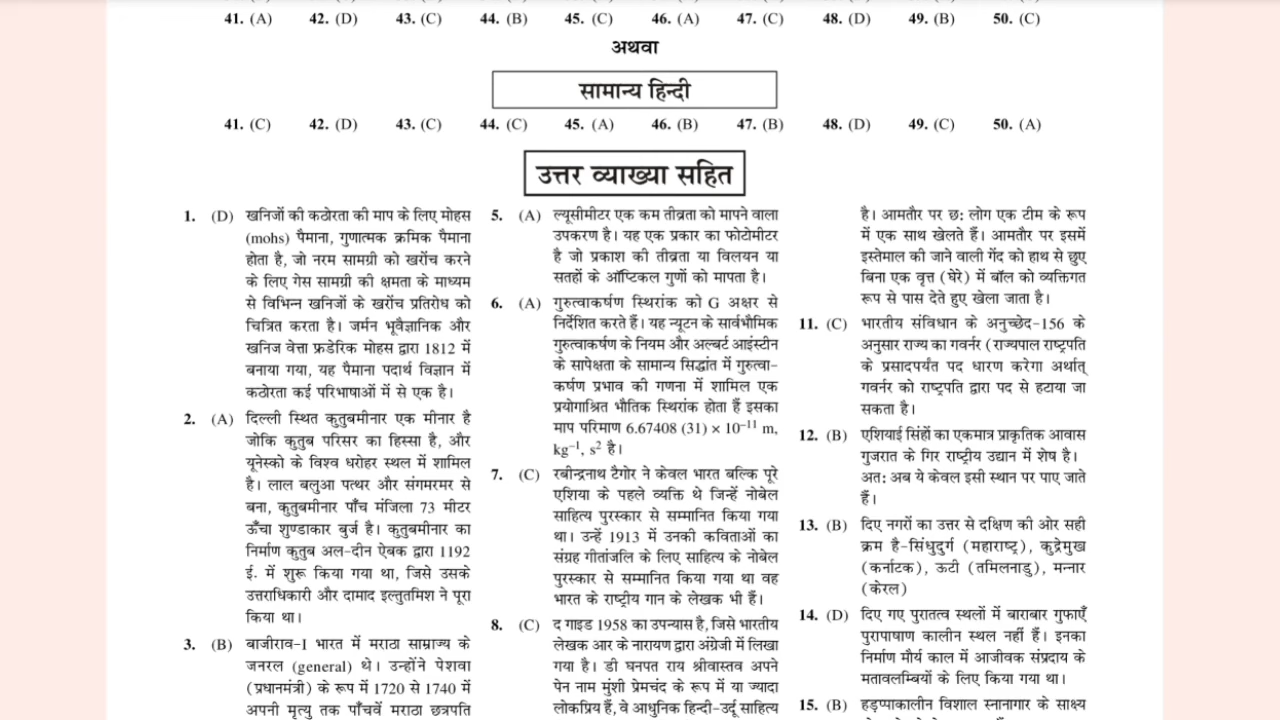 41. (A) 42. (D) 43. (C) 44. (B) 45. (C) 46. (A) 47. (C) 48. (D) 49. (B) 50. (C)
अथवा
सामान्य हिन्दी
41. (C) 42. (D) 43. (C) 44. (C) 45. (A) 46. (B) 47. (B) 48. (D) 49. (C) 50. (A)
उत्तर व्याख्या सहित
1. (D) खनिजों की कठोरता की माप के लिए मोहस
(mohs) पैमाना, गुणात्मक क्रमिक पैमाना
होता है, जो नरम सामग्री को खरोंच करने
के लिए गेस सामग्री की क्षमता के माध्यम
से विभिन्न खनिजों के खरोंच प्रतिरोध को
चित्रित करता है। जर्मन भूवैज्ञानिक और
खनिज वेत्ता फ्रेडेरिक मोहस द्वारा 1812 में
बनाया गया, यह पैमाना पदार्थ विज्ञान में
कठोरता कई परिभाषाओं में से एक है।
2. (A) दिल्ली स्थित कुतुबमीनार एक मीनार है
जोकि कुतुब परिसर का हिस्सा है, और
यूनेस्को के विश्व धरोहर स्थल में शामिल
है। लाल बलुआ पत्थर और संगमरमर से
बना, कुतुबमीनार पाँच मंजिला 73 मीटर
ऊँचा शुण्डाकार बुर्ज है। कुतुबमीनार का
निर्माण कुतुब अल-दीन ऐबक द्वारा 1192
ई. में शुरू किया गया था, जिसे उसके
उत्तराधिकारी और दामाद इल्तुतमिश ने पूरा
किया था।
3. (B) बाजीराव-I भारत में मराठा साम्राज्य के
जनरल (general) थे। उन्होंने पेशवा
(प्रधानमंत्री) के रूप में 1720 से 1740 में
अपनी मृत्यु तक पाँचवें मराठा छत्रपति
5. (A) ल्यूसीमीटर एक कम तीव्रता को मापने वाला
उपकरण है। यह एक प्रकार का फोटोमीटर
है जो प्रकाश की तीव्रता या विलयन या
सतहों के ऑप्टिकल गुणों को मापता है।
6. (A) गुरुत्वाकर्षण स्थिरांक को G अक्षर से
निर्देशित करते हैं। यह न्यूटन के सार्वभौमिक
गुरुत्वाकर्षण के नियम और अल्बर्ट आइंस्टीन
के सापेक्षता के सामान्य सिद्धांत में गुरुत्वा-
कर्षण प्रभाव की गणना में शामिल एक
प्रयोगाश्रित भौतिक स्थिरांक होता हैं इसका
माप परिमाण 6.67408 (31) × 10⁻¹¹ m,
kg⁻¹, s² है।
7. (C) रबीन्द्रनाथ टैगोर ने केवल भारत बल्कि पूरे
एशिया के पहले व्यक्ति थे जिन्हें नोबेल
साहित्य पुरस्कार से सम्मानित किया गया
था। उन्हें 1913 में उनकी कविताओं का
संग्रह गीतांजलि के लिए साहित्य के नोबेल
पुरस्कार से सम्मानित किया गया था वह
भारत के राष्ट्रीय गान के लेखक भी हैं।
8. (C) द गाइड 1958 का उपन्यास है, जिसे भारतीय
लेखक आर के नारायण द्वारा अंग्रेजी में लिखा
गया है। डी घनपत राय श्रीवास्तव अपने
पेन नाम मुंशी प्रेमचंद के रूप में या ज्यादा
लोकप्रिय हैं, वे आधुनिक हिन्दी-उर्दू साहित्य
है। आमतौर पर छः लोग एक टीम के रूप
में एक साथ खेलते हैं। आमतौर पर इसमें
इस्तेमाल की जाने वाली गेंद को हाथ से छुए
बिना एक वृत्त (घेरे) में बॉल को व्यक्तिगत
रूप से पास देते हुए खेला जाता है।
11. (C) भारतीय संविधान के अनुच्छेद-156 के
अनुसार राज्य का गवर्नर (राज्यपाल राष्ट्रपति
के प्रसादपर्यंत पद धारण करेगा अर्थात्
गवर्नर को राष्ट्रपति द्वारा पद से हटाया जा
सकता है।
12. (B) एशियाई सिंहों का एकमात्र प्राकृतिक आवास
गुजरात के गिर राष्ट्रीय उद्यान में शेष है।
अतः अब ये केवल इसी स्थान पर पाए जाते
हैं।
13. (B) दिए नगरों का उत्तर से दक्षिण की ओर सही
क्रम है-सिंधुदुर्ग (महाराष्ट्र), कुद्रेमुख
(कर्नाटक), ऊटी (तमिलनाडु), मन्नार
(केरल)
14. (D) दिए गए पुरातत्व स्थलों में बाराबार गुफाएँ
पुरापाषाण कालीन स्थल नहीं हैं। इनका
निर्माण मौर्य काल में आजीवक संप्रदाय के
मतावलम्बियों के लिए किया गया था।
15. (B) हड़प्पाकालीन विशाल स्नानागार के साक्ष्य